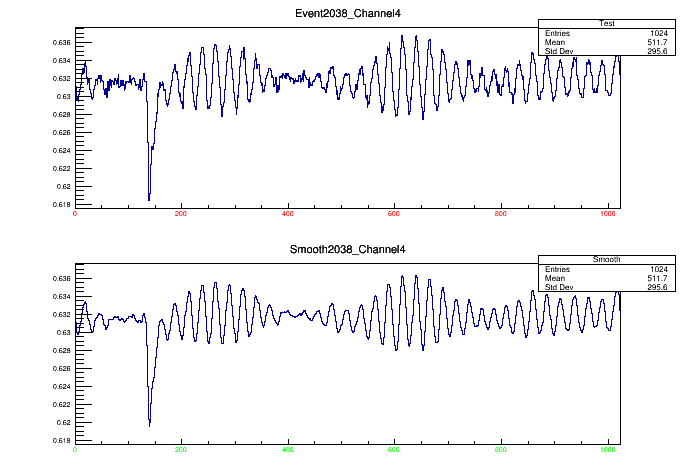 Event2038_Channel4
Test
Entries 1024
Mean 511.7
Std Dev 295.6
0.636
0.634
0.632
0.63
0.628
0.626
0.624
0.622
0.62
0.618
0 200 400 600 800 1000
Smooth2038_Channel4
Smooth
Entries 1024
Mean 511.7
Std Dev 295.6
0.636
0.634
0.632
0.63
0.628
0.626
0.624
0.622
0.62
0.618
0 200 400 600 800 1000